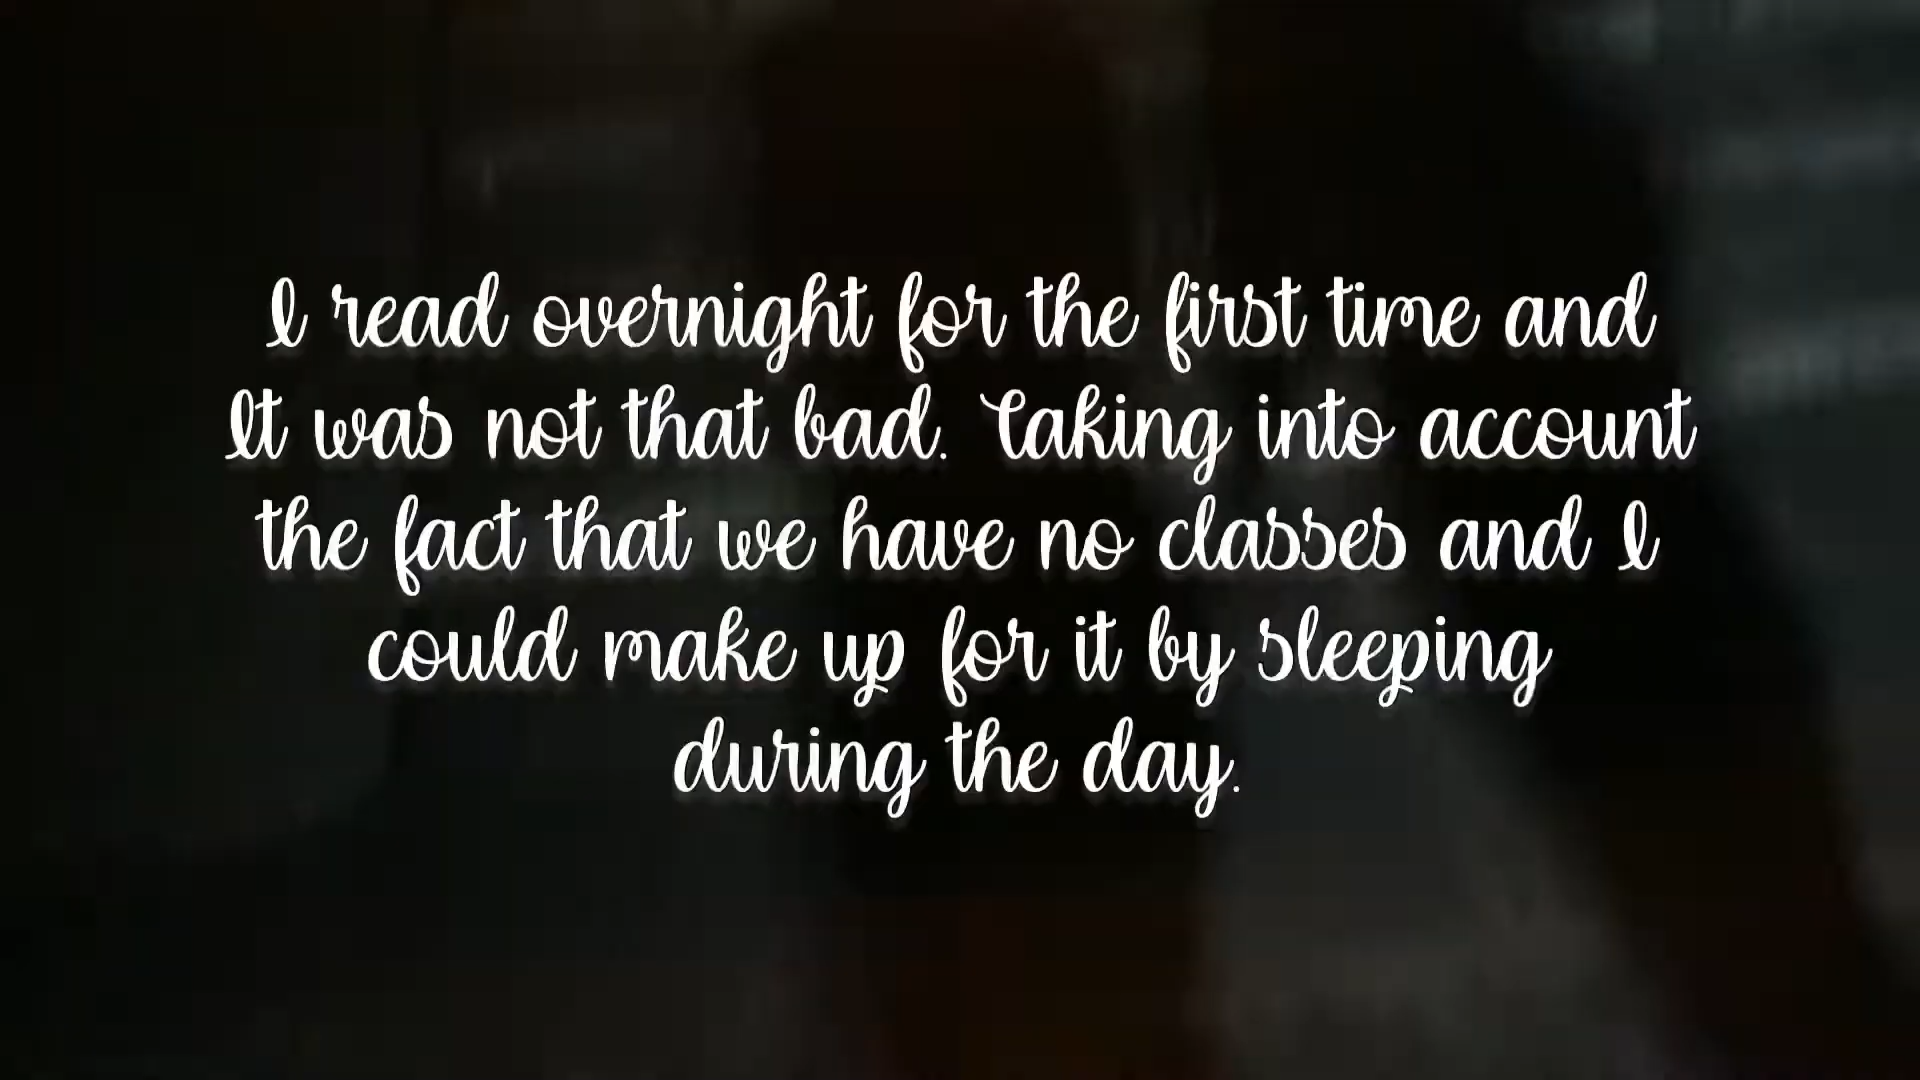 I read overnight for the first time and
It was not that bad. Taking into account
the fact that we have no classes and I
could make up for it by sleeping
during the day.